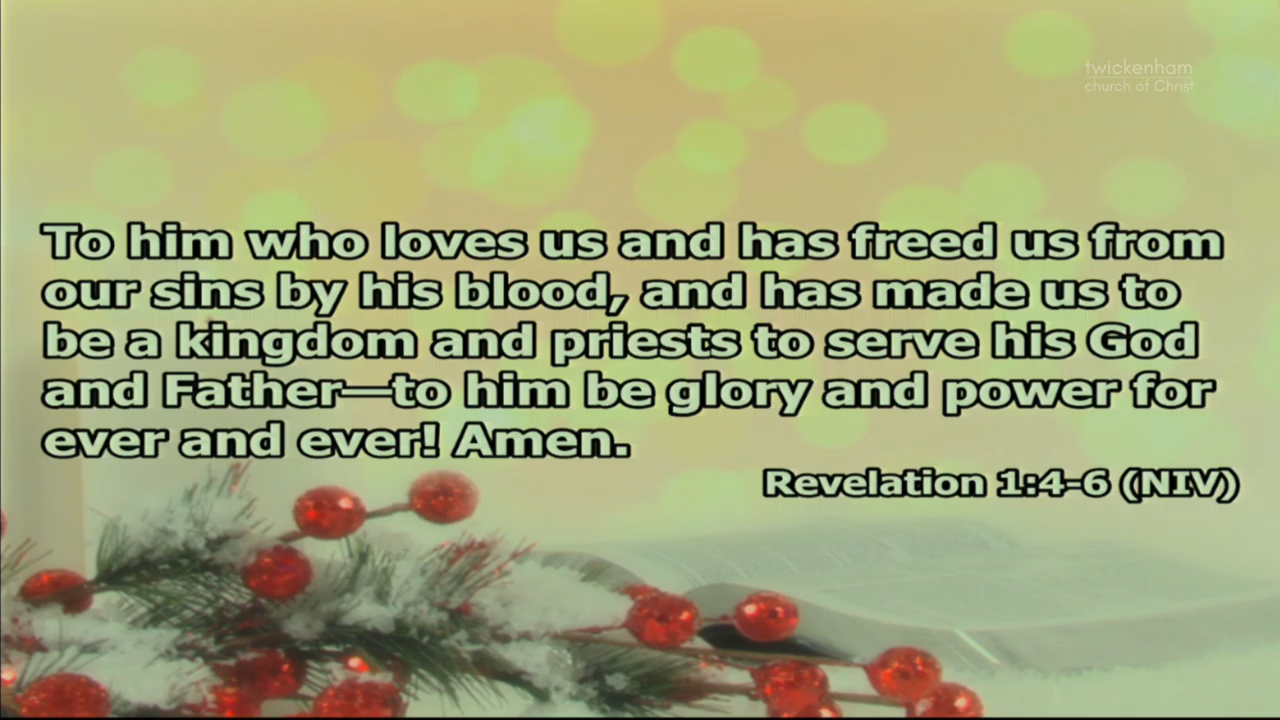 twickenham
church of Christ
To him who loves us and has freed us from
our sins by his blood, and has made us to
be a kingdom and priests to serve his God
and Father—to him be glory and power for
ever and ever! Amen.
Revelation 1:4-6 (NIV)